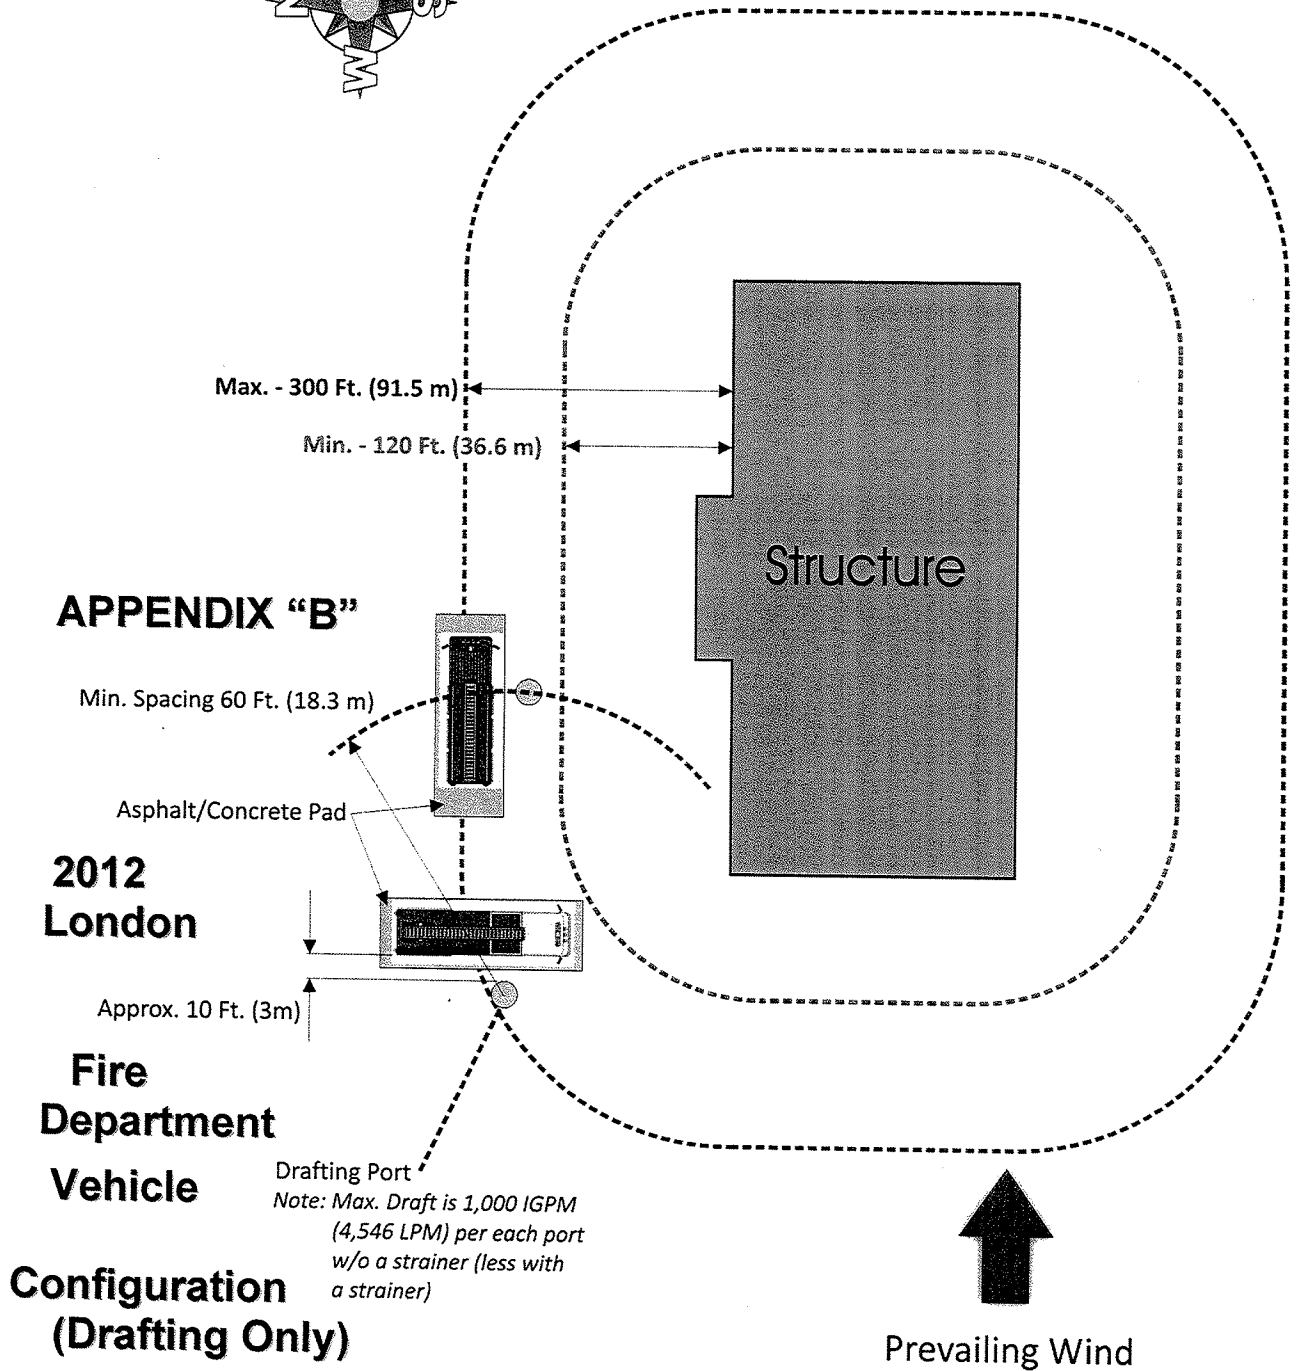 N
S
W
Max. - 300 Ft. (91.5 m)
Min. - 120 Ft. (36.6 m)
Structure
APPENDIX “B”
Min. Spacing 60 Ft. (18.3 m)
Asphalt/Concrete Pad
2012
London
Approx. 10 Ft. (3m)
Fire
Department
Vehicle
Drafting Port
Note: Max. Draft is 1,000 IGPM
(4,546 LPM) per each port
w/o a strainer (less with
a strainer)
Configuration
(Drafting Only)
Prevailing Wind